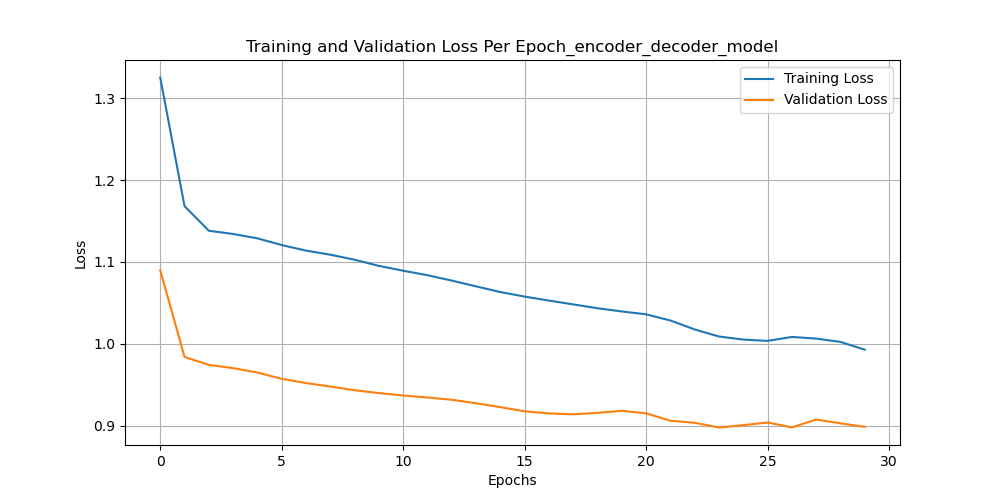 Training and Validation Loss Per Epoch_encoder_decoder_model
Training Loss
Validation Loss
1.3
1.2
1.1
1.0
0.9
Loss
0 5 10 15 20 25 30
Epochs